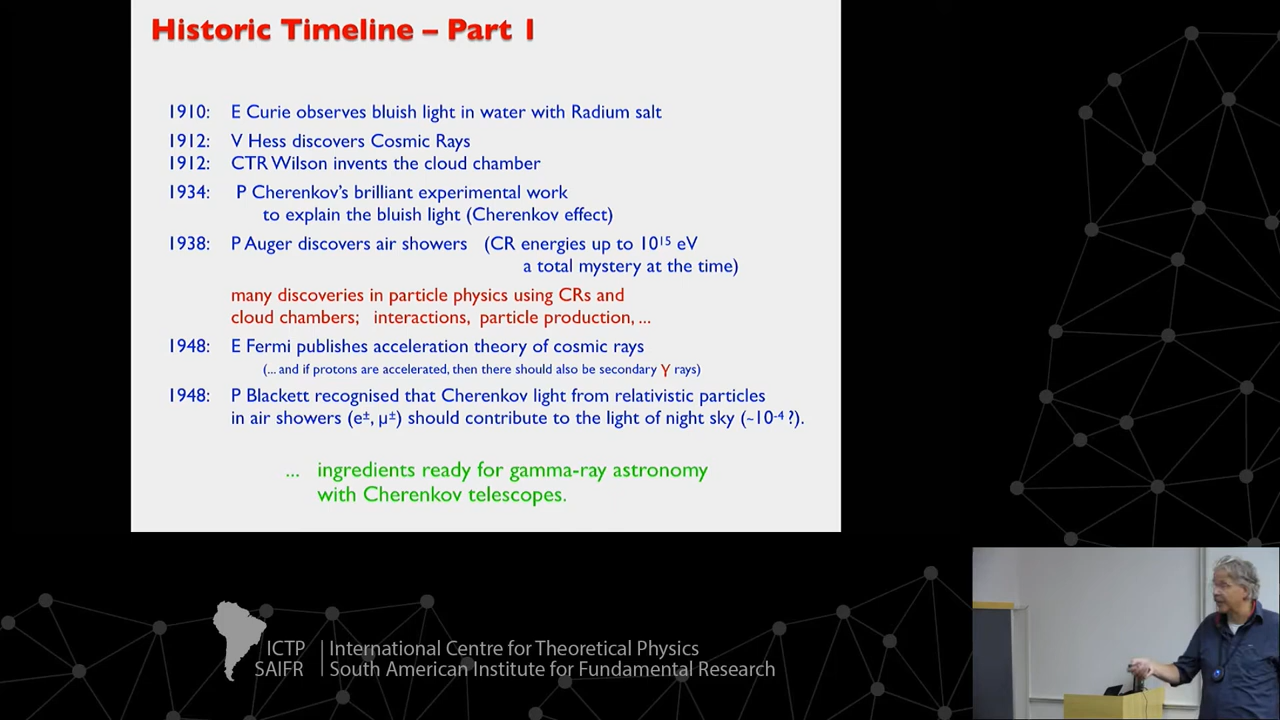 Historic Timeline – Part 1
1910: E Curie observes bluish light in water with Radium salt
1912: V Hess discovers Cosmic Rays
1912: CTR Wilson invents the cloud chamber
1934: P Cherenkov's brilliant experimental work
to explain the bluish light (Cherenkov effect)
1938: P Auger discovers air showers (CR energies up to 10¹⁵ eV
a total mystery at the time)
many discoveries in particle physics using CRs and
cloud chambers; interactions, particle production, ...
1948: E Fermi publishes acceleration theory of cosmic rays
(... and if protons are accelerated, then there should also be secondary γ rays)
1948: P Blackett recognised that Cherenkov light from relativistic particles
in air showers (e±, μ±) should contribute to the light of night sky (~10⁻⁴ ?).
... ingredients ready for gamma-ray astronomy
with Cherenkov telescopes.
ICTP | International Centre for Theoretical Physics
SAIFR | South American Institute for Fundamental Research